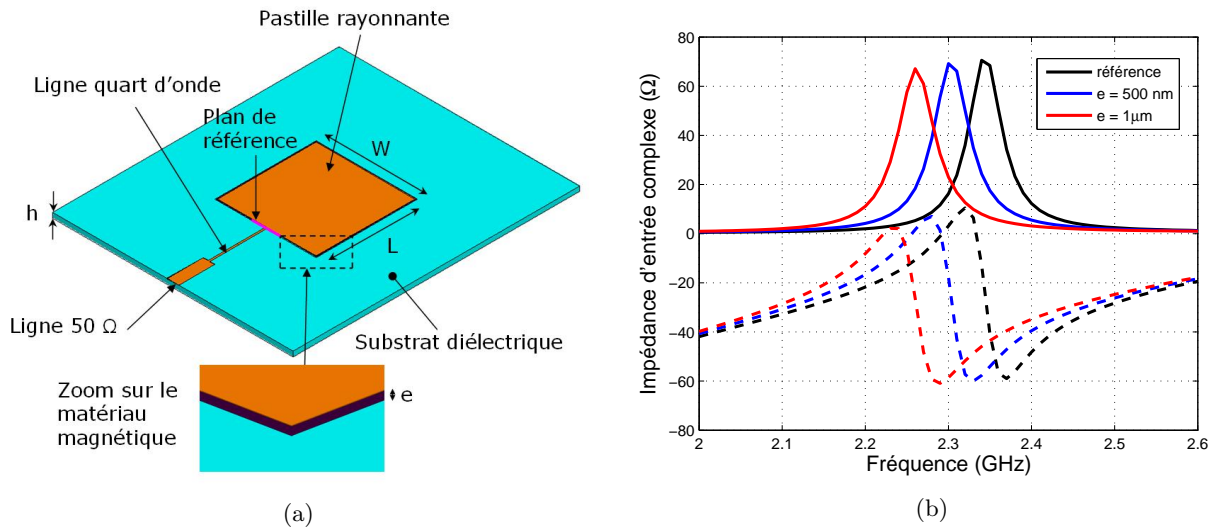 Pastille rayonnante
Ligne quart d'onde
Plan de
référence
W
h
L
Ligne 50 Ω
Substrat diélectrique
Zoom sur le
matériau
magnétique
e
(a)
Impédance d'entrée complexe (Ω)
80
60
40
20
0
−20
−40
−60
−80
référence
e = 500 nm
e = 1µm
2
2.1
2.2
2.3
2.4
2.5
2.6
Fréquence (GHz)
(b)